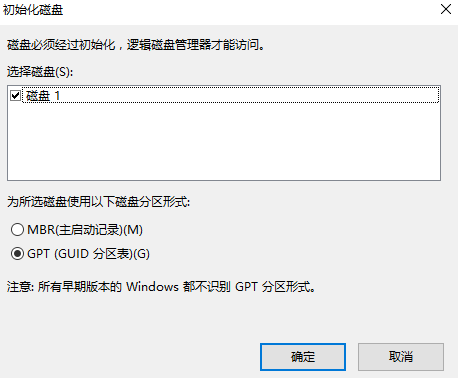 初始化磁盘
磁盘必须经过初始化，逻辑磁盘管理器才能访问。
选择磁盘(S):
磁盘 1
为所选磁盘使用以下磁盘分区形式:
MBR(主启动记录)(M)
GPT (GUID 分区表)(G)
注意: 所有早期版本的 Windows 都不识别 GPT 分区形式。
确定 取消